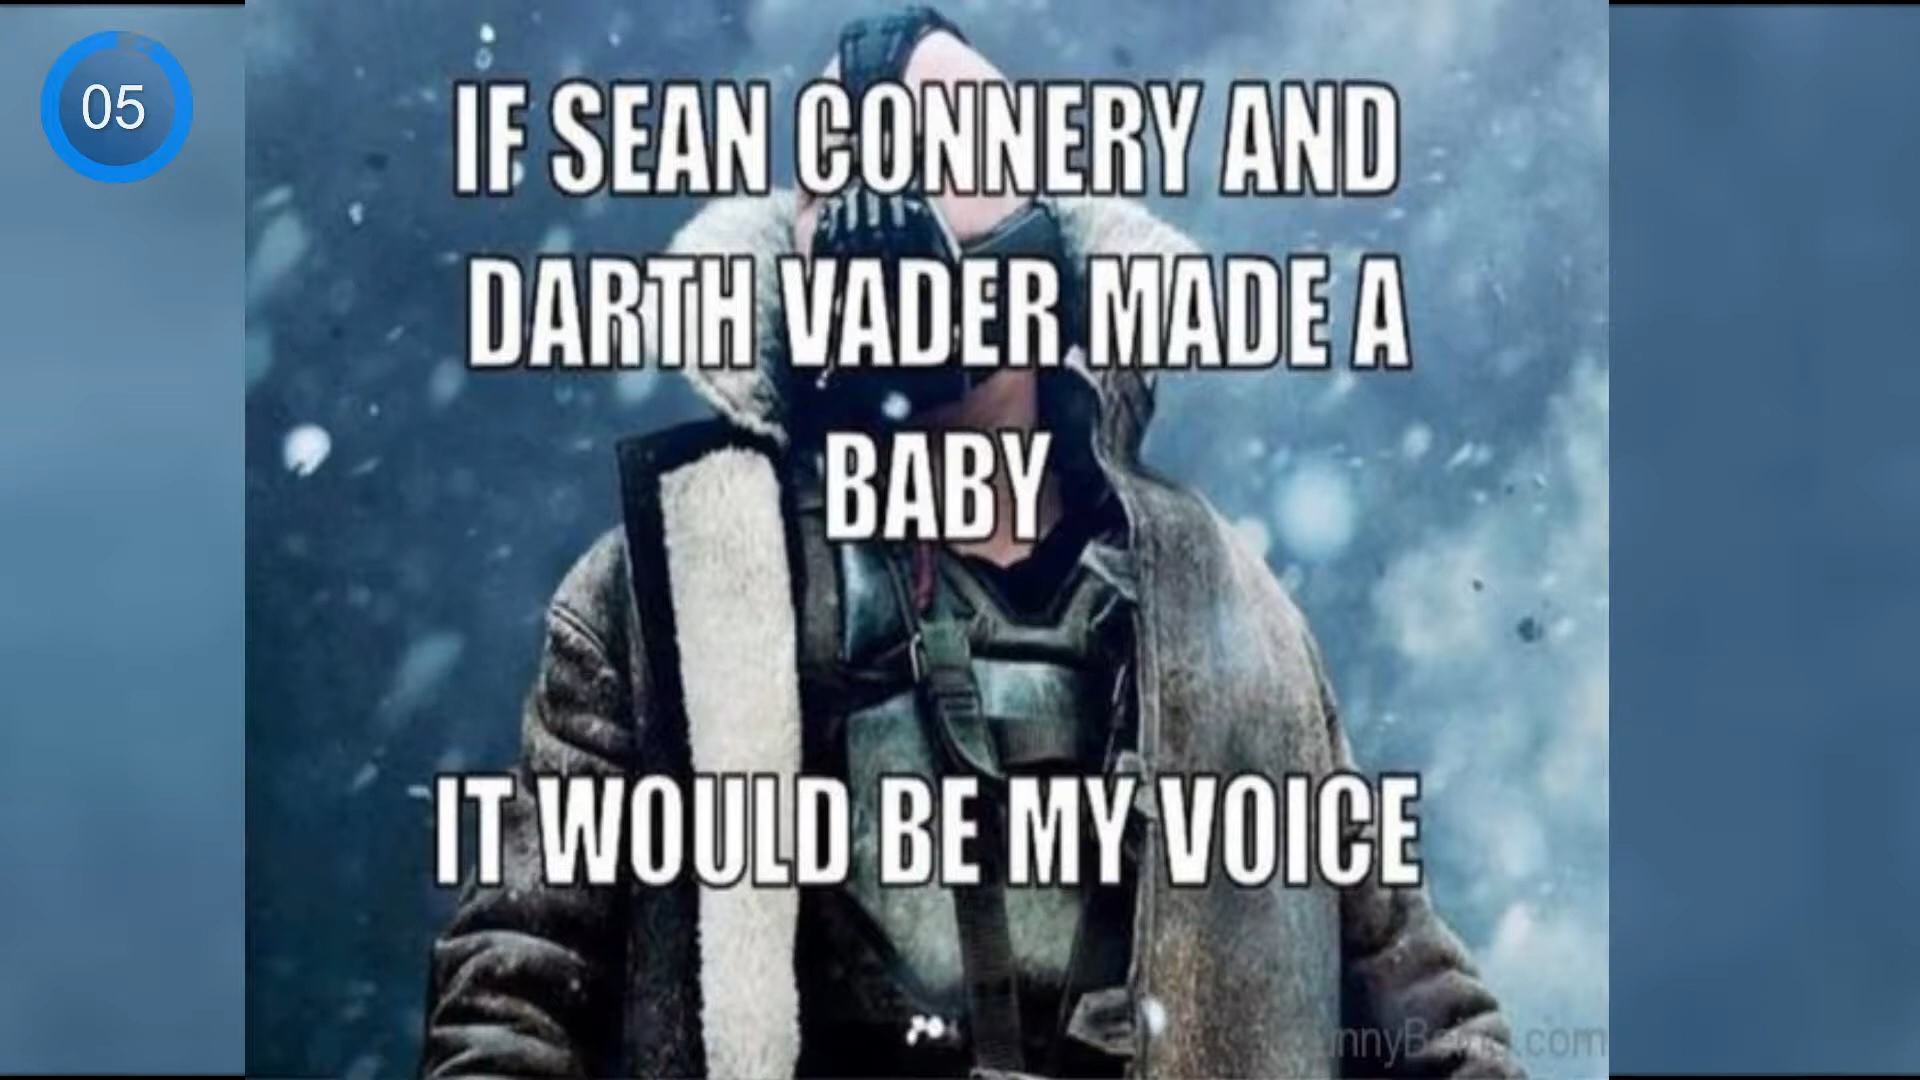 05
IF SEAN CONNERY AND
DARTH VADER MADE A
BABY
IT WOULD BE MY VOICE